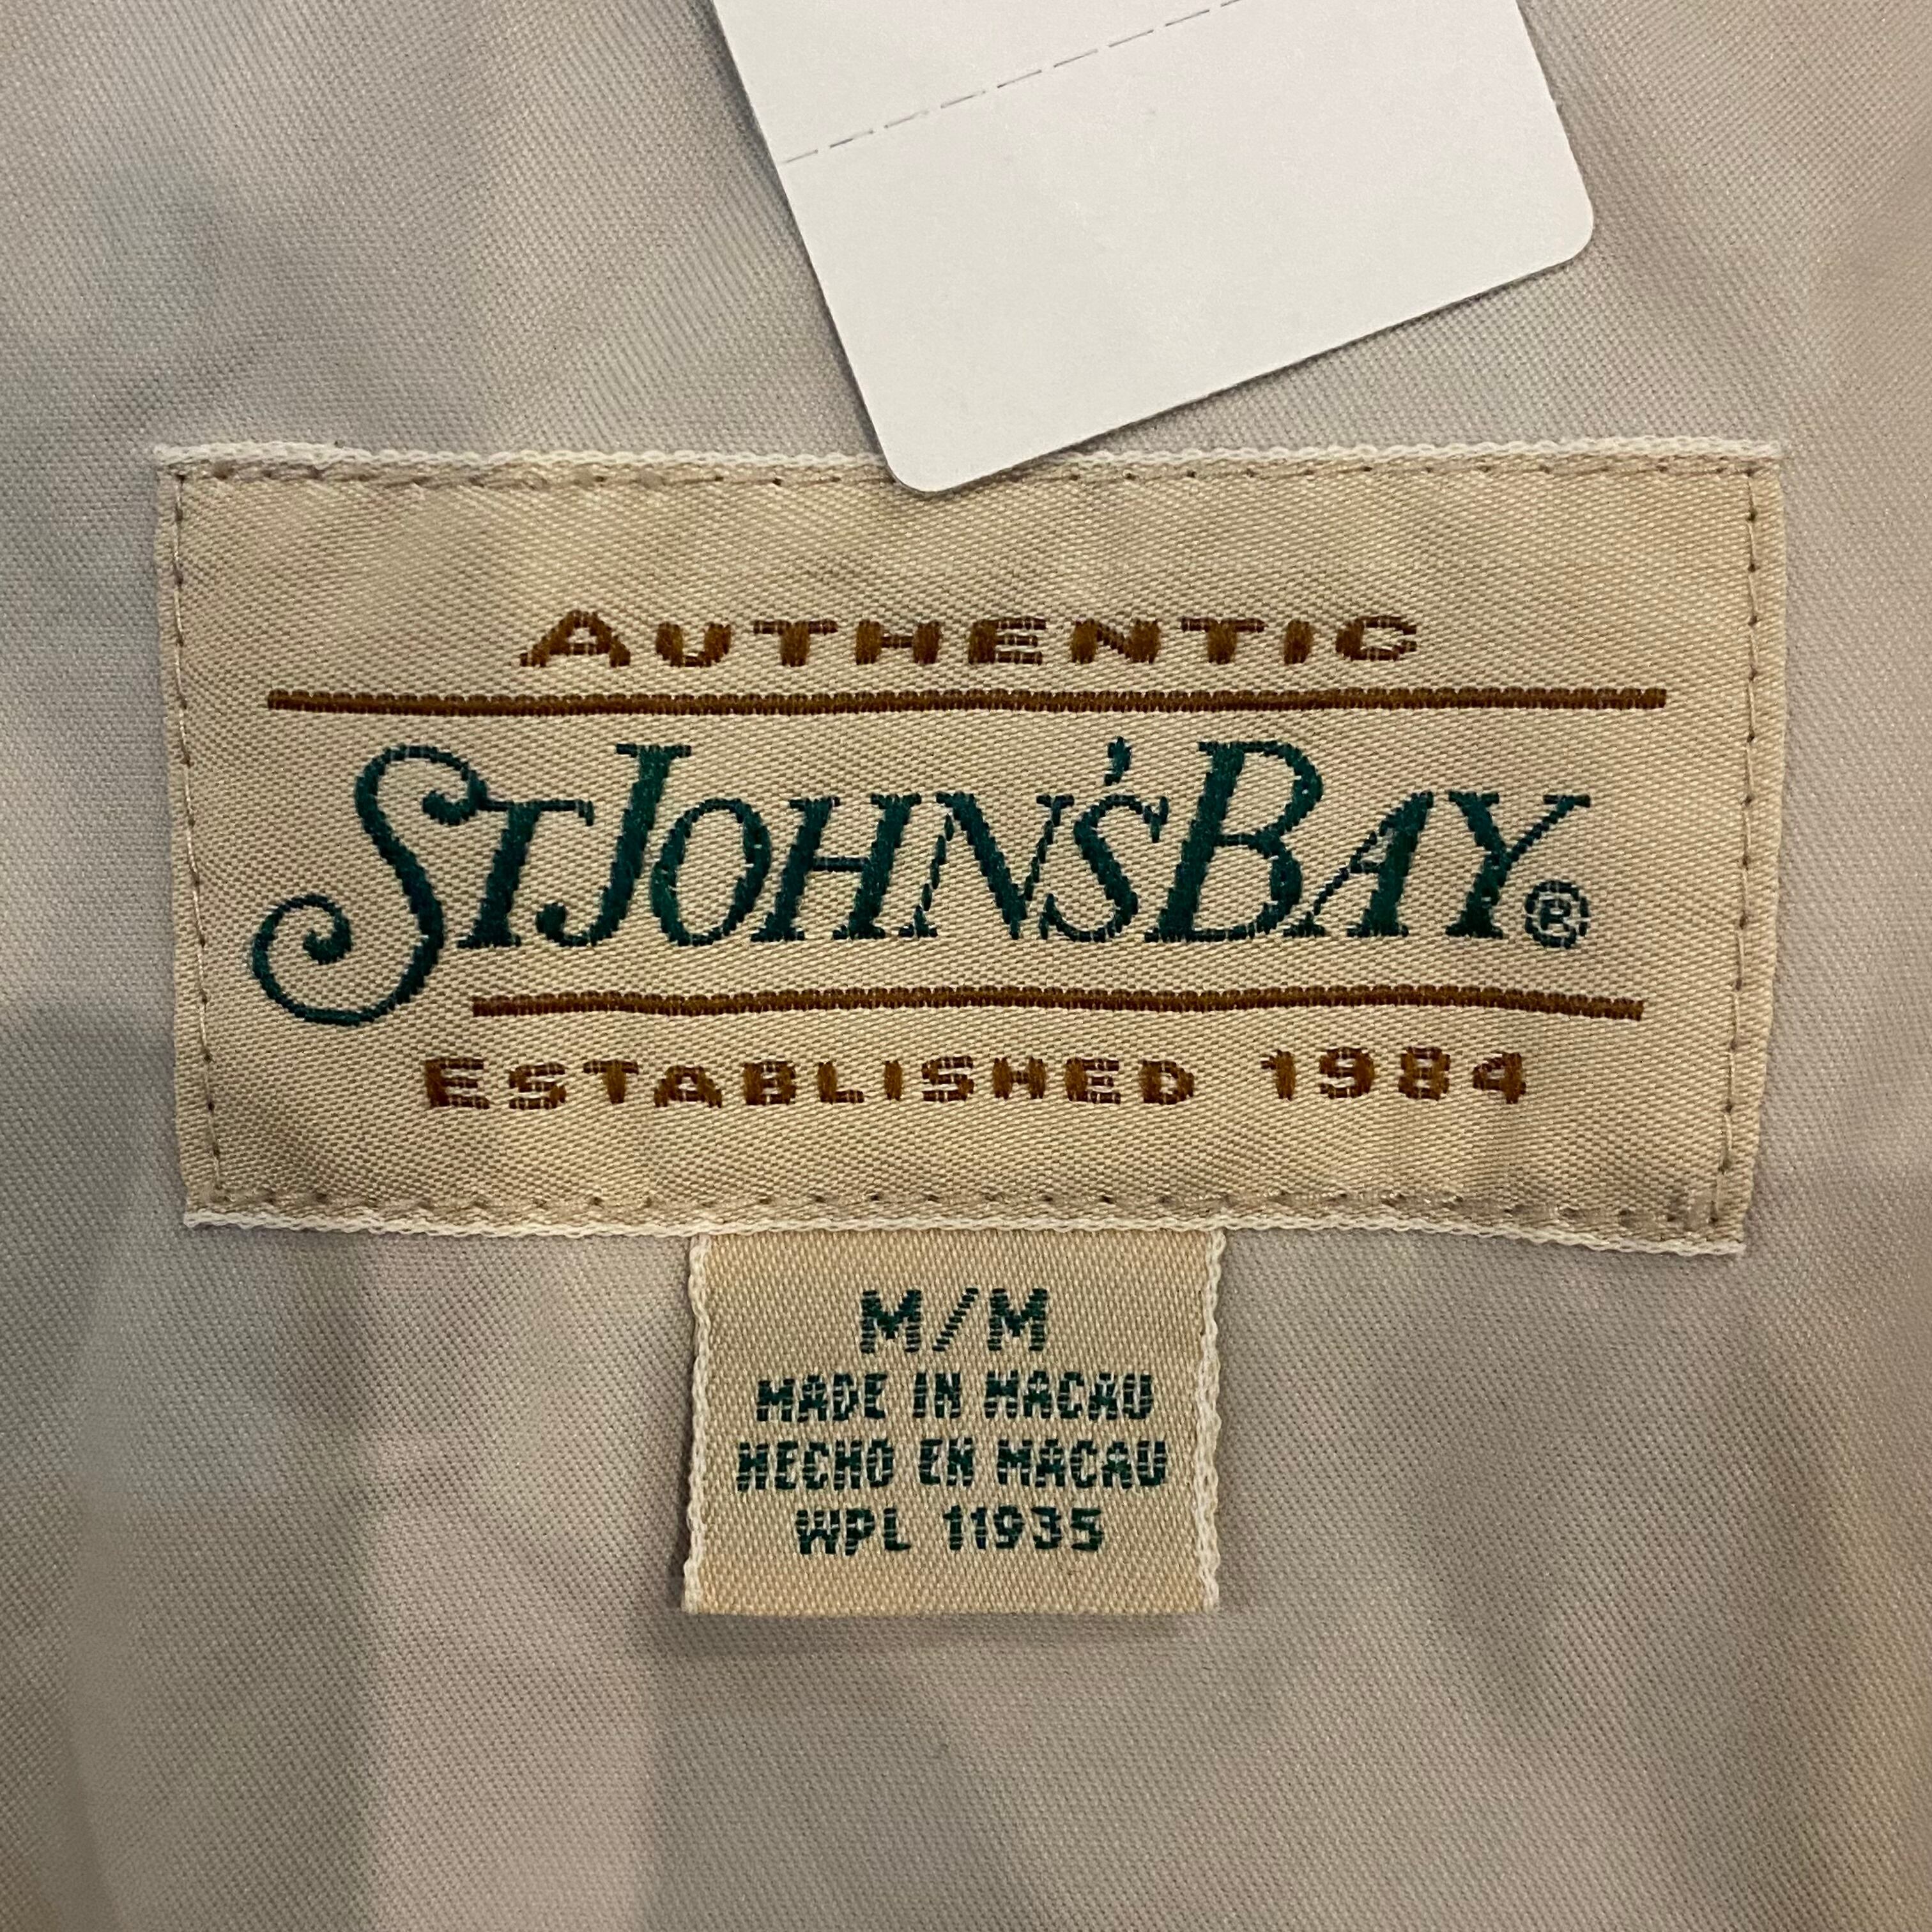 AUTHENTIC
ST JOHN'S BAY®
ESTABLISHED 1984
M/M
MADE IN MACAU
HECHO EN MACAU
WPL 11935